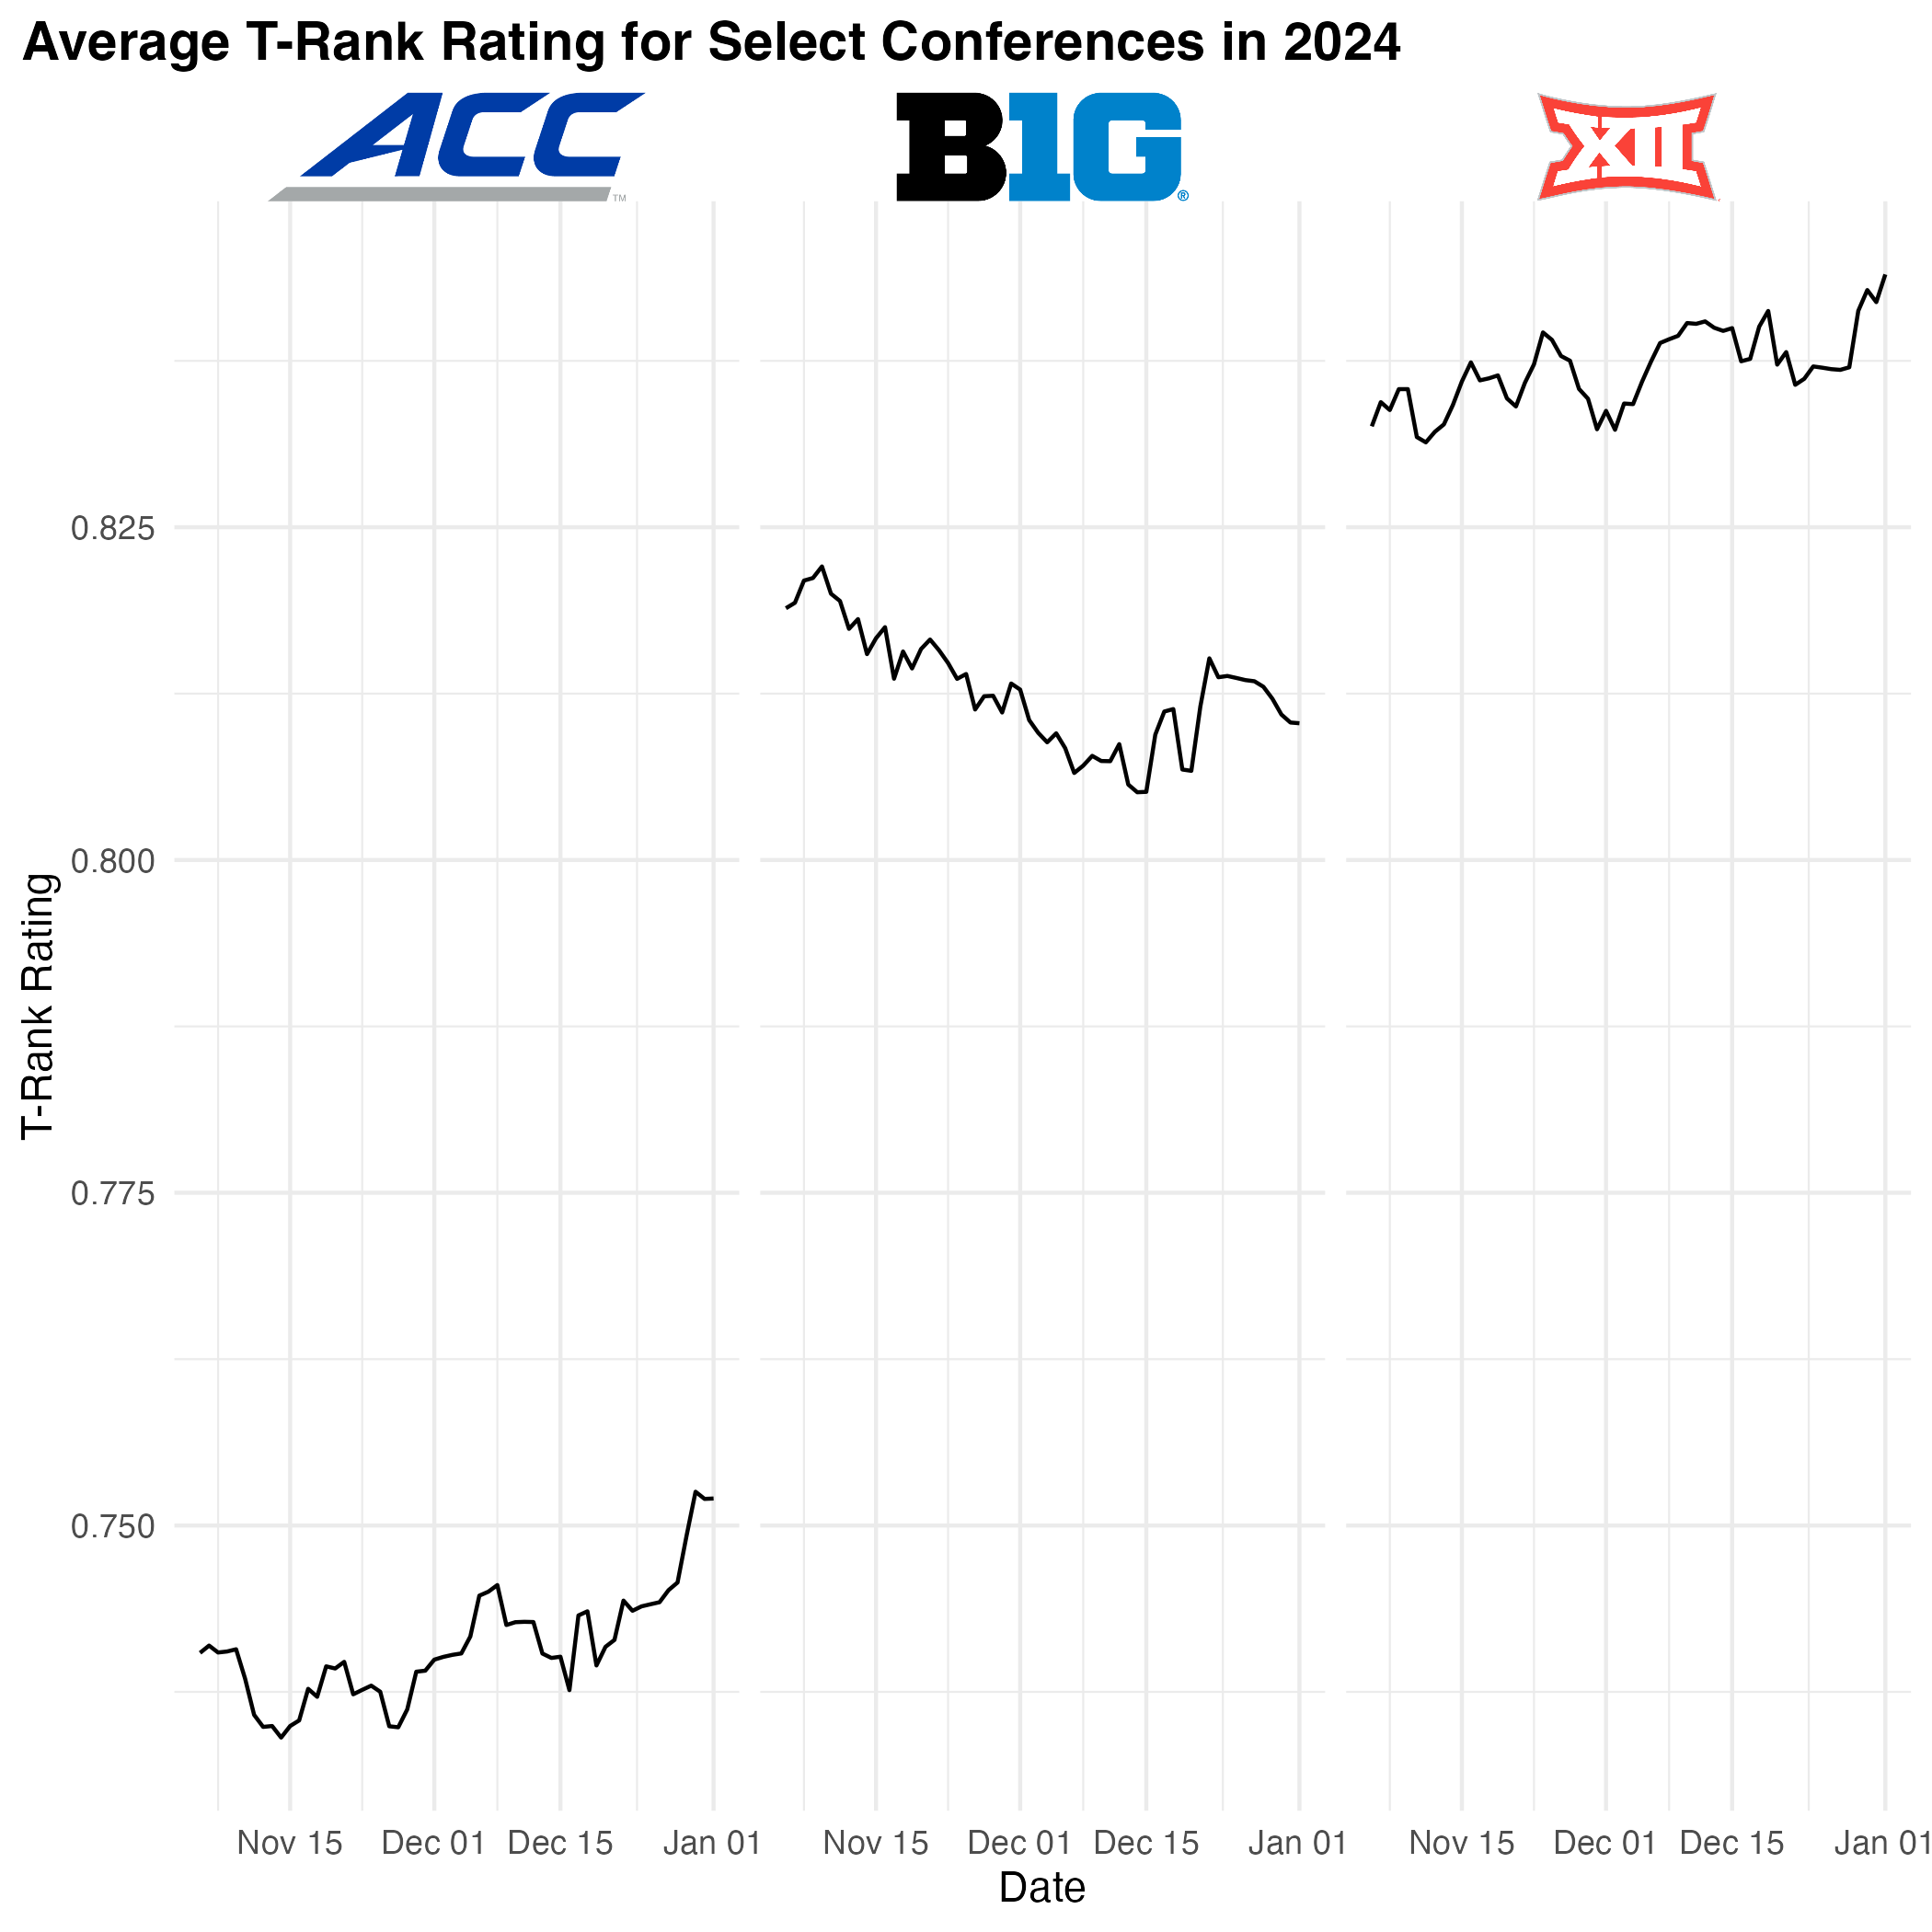 Average T-Rank Rating for Select Conferences in 2024
ACC
™
B1G
®
XII
0.825
0.800
0.775
0.750
T-Rank Rating
Nov 15 Dec 01 Dec 15 Jan 01
Nov 15 Dec 01 Dec 15 Jan 01
Nov 15 Dec 01 Dec 15 Jan 01
Date